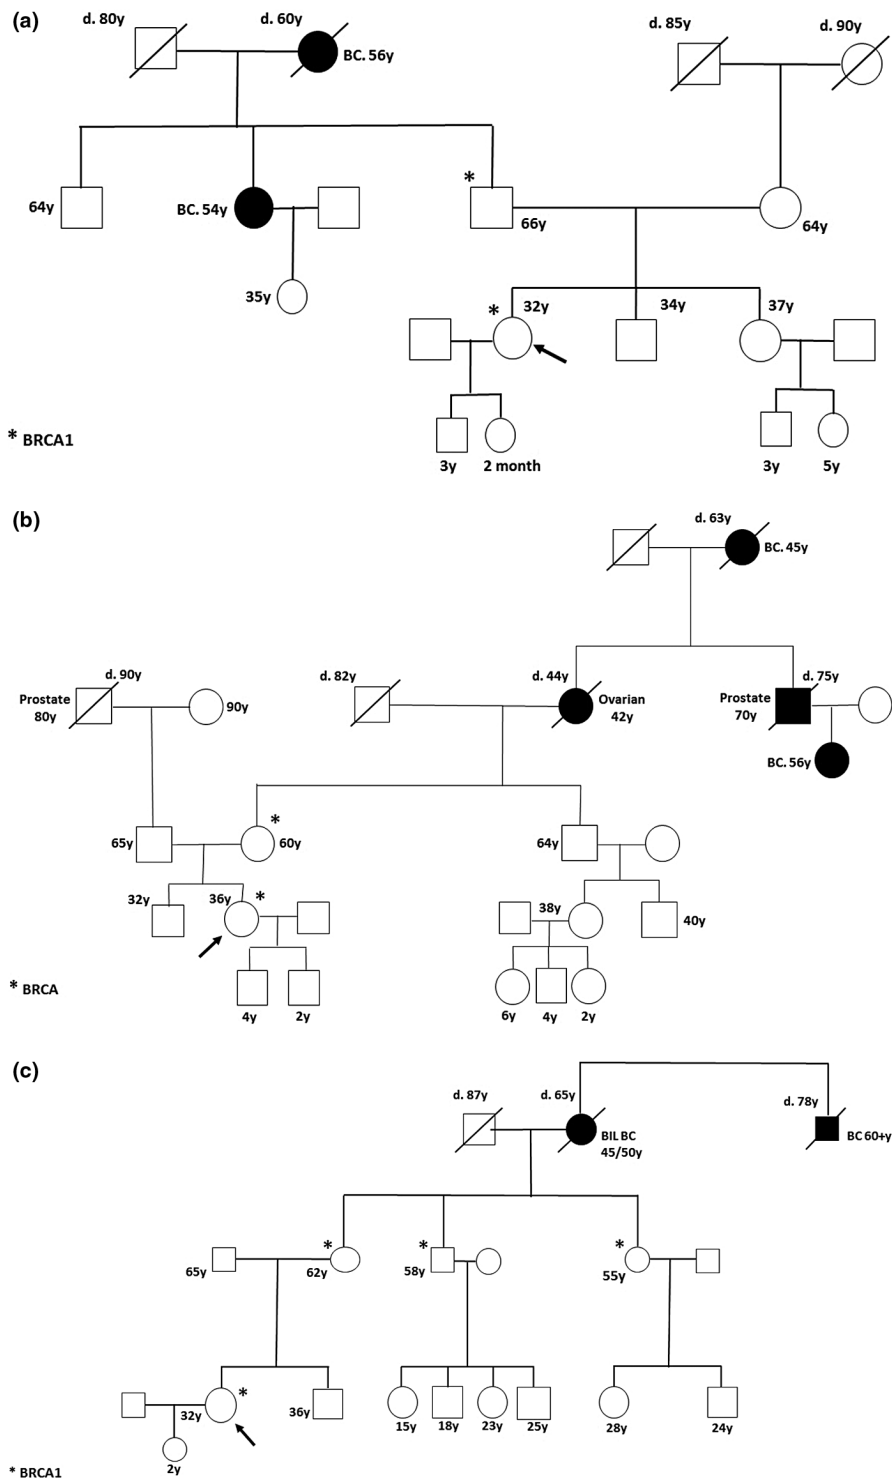 (a)
d. 80y
d. 60y
BC. 56y
d. 85y
d. 90y
64y
BC. 54y
*
66y
64y
35y
*
32y
34y
37y
3y
2 month
3y
5y
* BRCA1
(b)
d. 63y
BC. 45y
d. 90y
Prostate
80y
90y
d. 82y
d. 44y
Ovarian
42y
d. 75y
Prostate
70y
BC. 56y
65y
*
60y
64y
32y
36y
*
38y
40y
4y
2y
6y
4y
2y
* BRCA
(c)
d. 87y
d. 65y
BIL BC
45/50y
d. 78y
BC 60+y
65y
*
62y
*
58y
*
55y
32y
*
36y
15y
18y
23y
25y
28y
24y
2y
* BRCA1